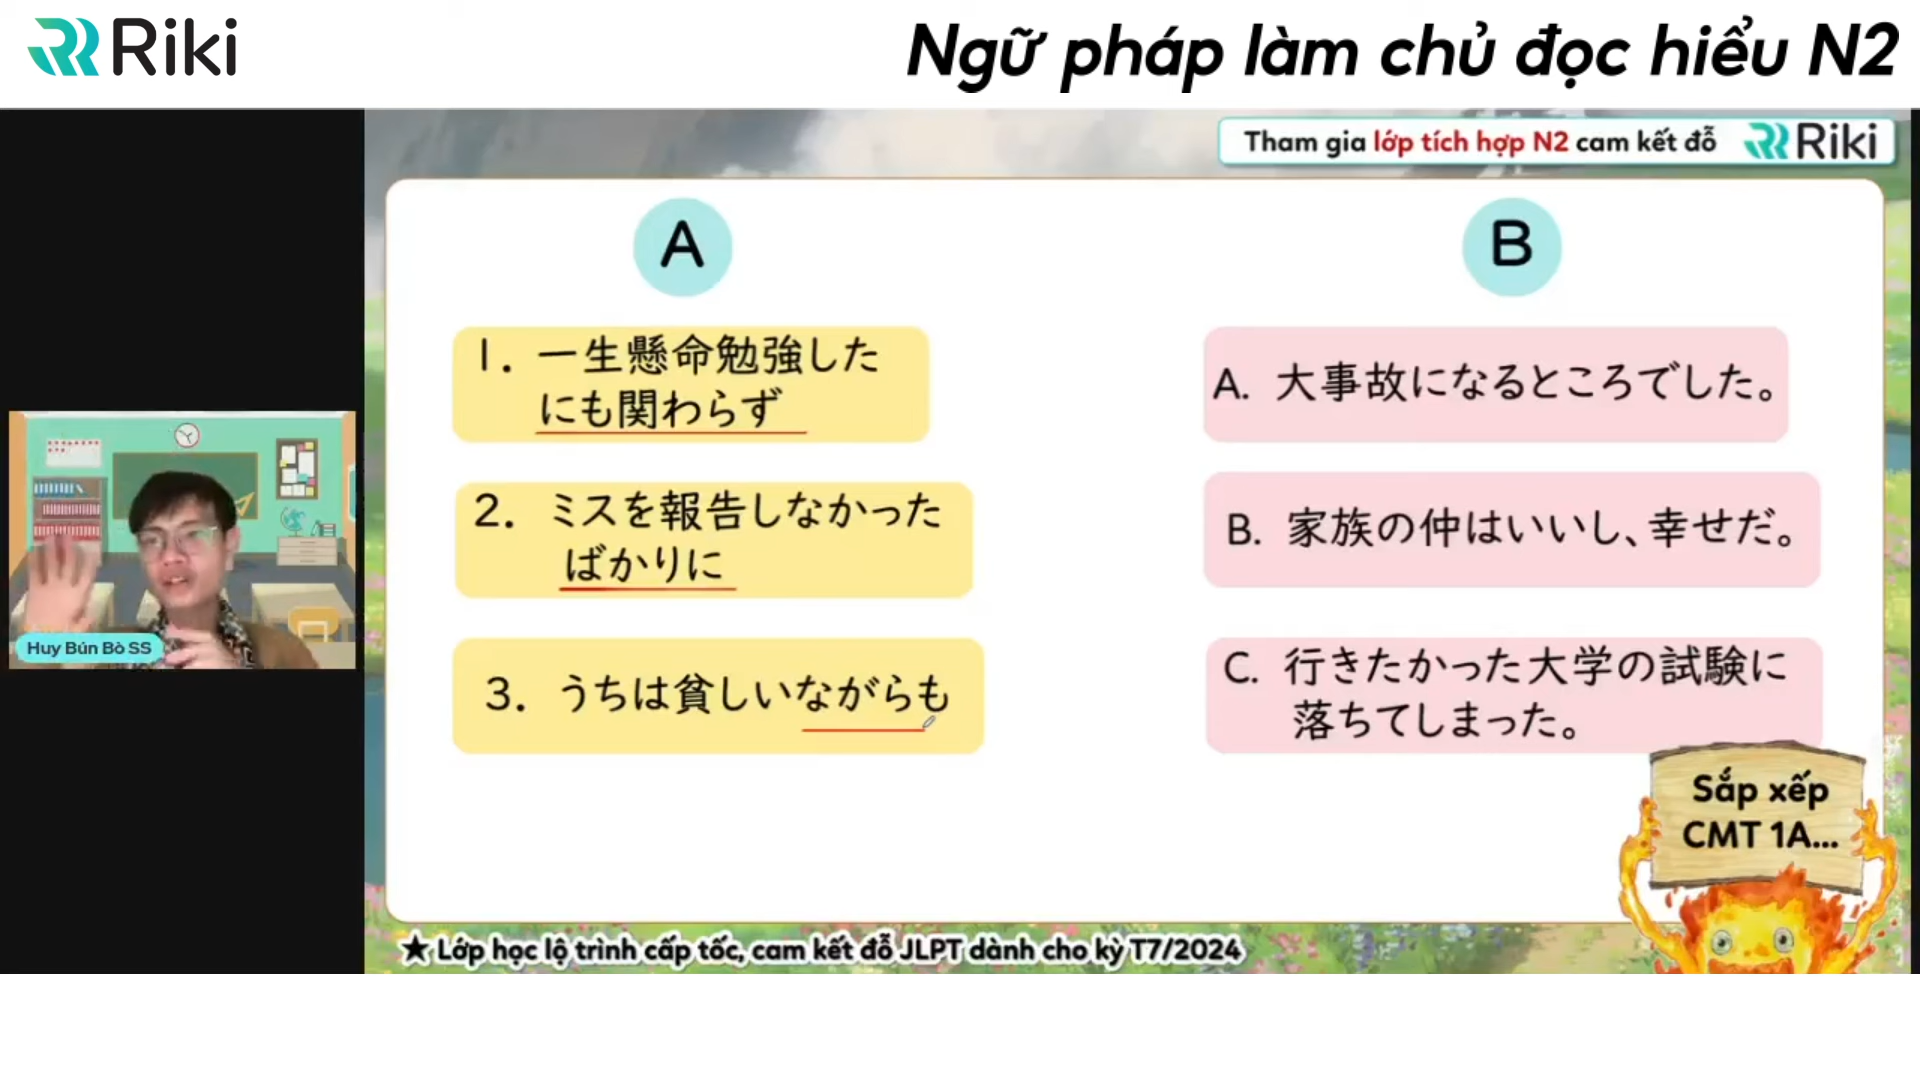 Riki
Ngữ pháp làm chủ đọc hiểu N2
Tham gia lớp tích hợp N2 cam kết đỗ
Riki
A
B
1. 一生懸命勉強した
にも関わらず
2. ミスを報告しなかった
ばかりに
3. うちは貧しいながらも
A. 大事故になるところでした。
B. 家族の仲はいいし、幸せだ。
C. 行きたかった大学の試験に
落ちてしまった。
Huy Bún Bò SS
Sắp xếp
CMT 1A...
★ Lớp học lộ trình cấp tốc, cam kết đỗ JLPT dành cho kỳ T7/2024